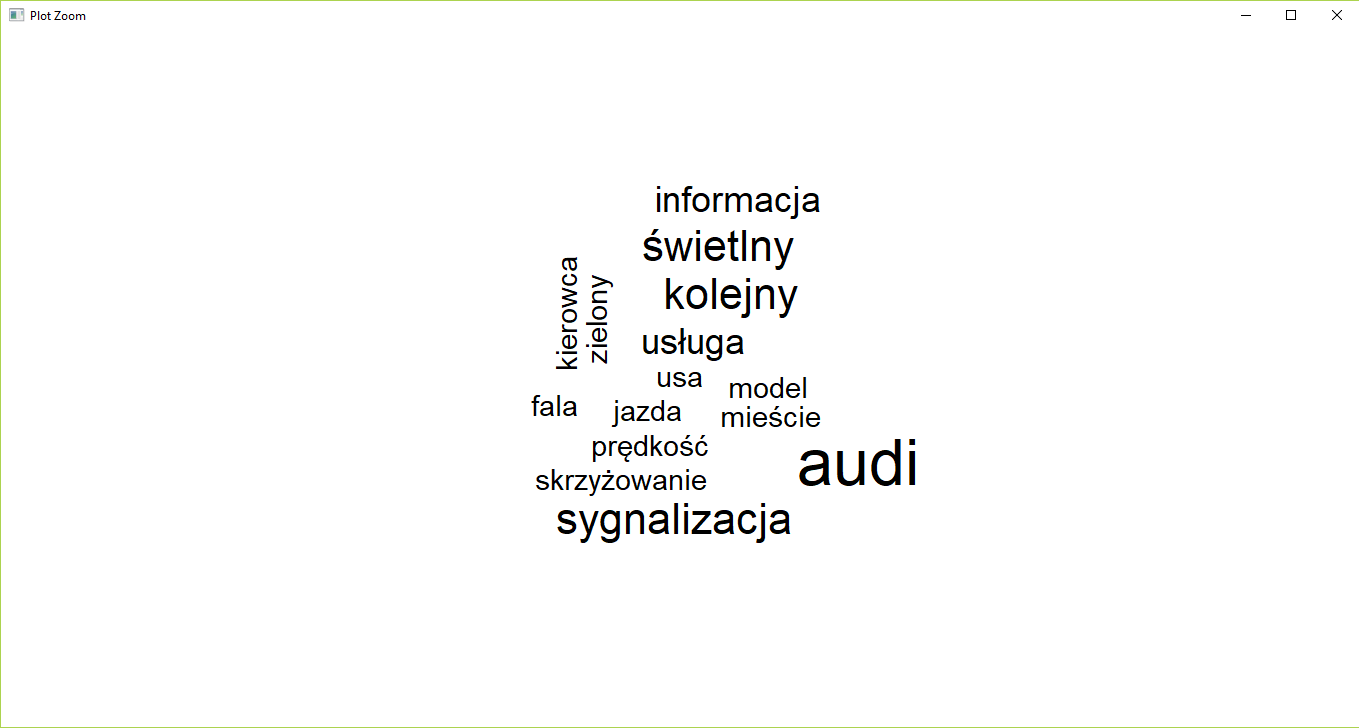 Plot Zoom
informacja
świetlny
kolejny
kierowca
zielony
usługa
usa
model
fala
jazda
mieście
prędkość
audi
skrzyżowanie
sygnalizacja